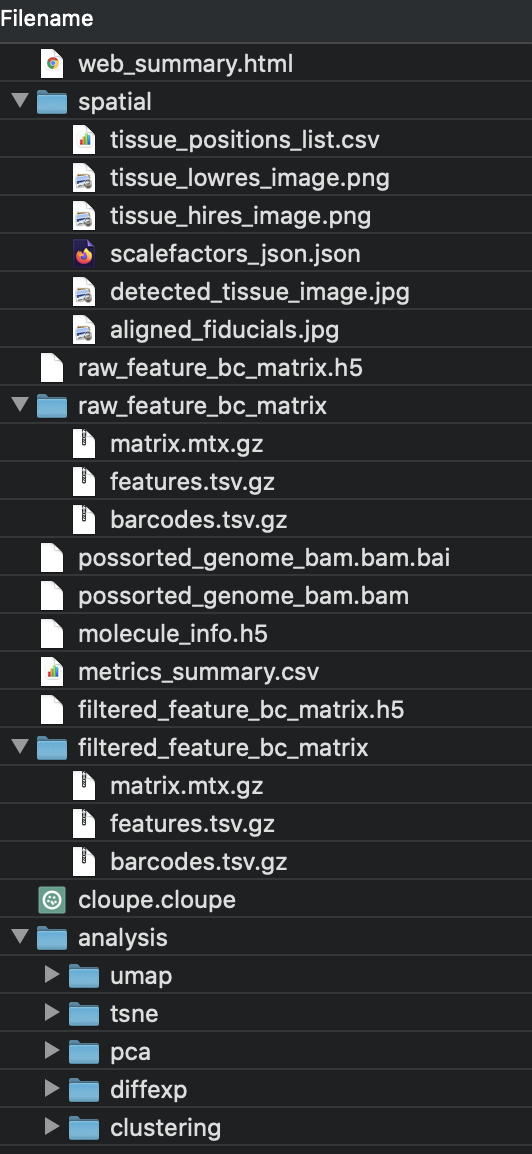 Filename
web_summary.html
spatial
tissue_positions_list.csv
tissue_lowres_image.png
tissue_hires_image.png
scalefactors_json.json
detected_tissue_image.jpg
aligned_fiducials.jpg
raw_feature_bc_matrix.h5
raw_feature_bc_matrix
matrix.mtx.gz
features.tsv.gz
barcodes.tsv.gz
possorted_genome_bam.bam.bai
possorted_genome_bam.bam
molecule_info.h5
metrics_summary.csv
filtered_feature_bc_matrix.h5
filtered_feature_bc_matrix
matrix.mtx.gz
features.tsv.gz
barcodes.tsv.gz
cloupe.cloupe
analysis
umap
tsne
pca
diffexp
clustering